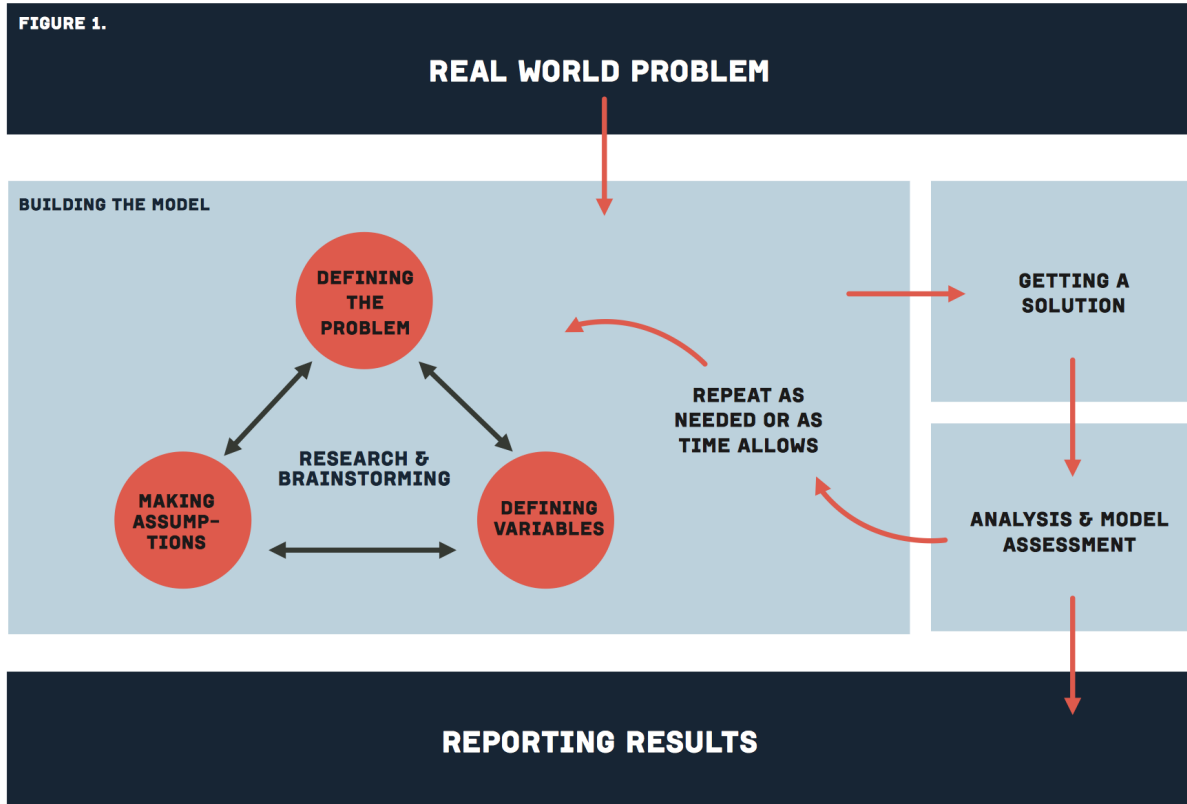 FIGURE 1.
REAL WORLD PROBLEM
BUILDING THE MODEL
DEFINING
THE
PROBLEM
RESEARCH &
BRAINSTORMING
MAKING
ASSUMP-
TIONS
DEFINING
VARIABLES
REPEAT AS
NEEDED OR AS
TIME ALLOWS
GETTING A
SOLUTION
ANALYSIS & MODEL
ASSESSMENT
REPORTING RESULTS